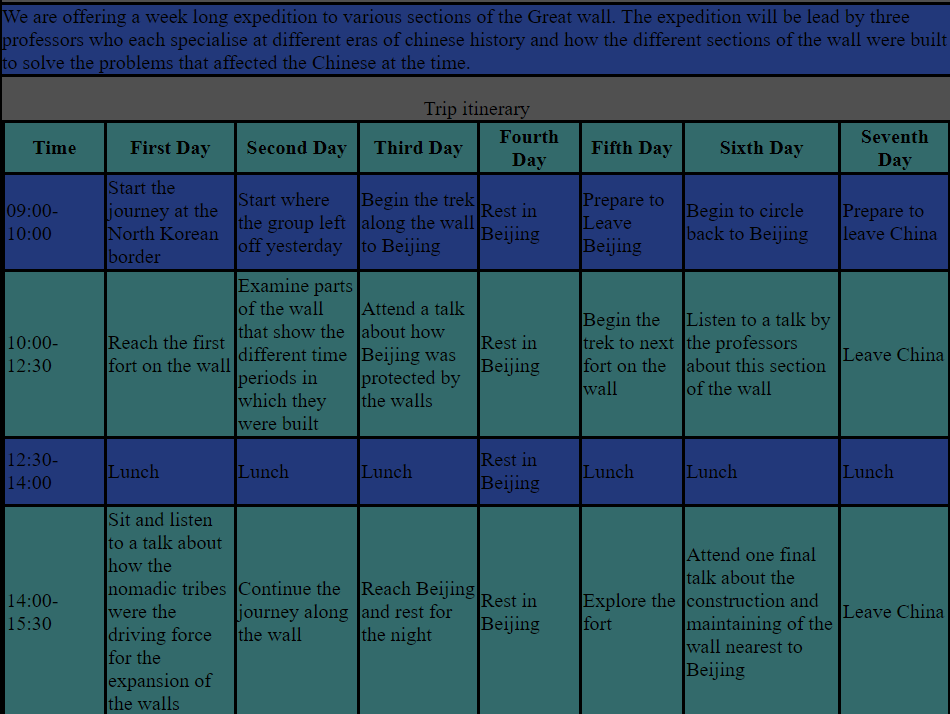 We are offering a week long expedition to various sections of the Great wall. The expedition will be lead by three
professors who each specialise at different eras of chinese history and how the different sections of the wall were built
to solve the problems that affected the Chinese at the time.
Trip itinerary
Time
First Day
Second Day
Third Day
Fourth
Day
Fifth Day
Sixth Day
Seventh
Day
09:00-
10:00
Start the
journey at the
North Korean
border
Start where
the group left
off yesterday
Begin the trek
along the wall
to Beijing
Rest in
Beijing
Prepare to
Leave
Beijing
Begin to circle
back to Beijing
Prepare to
leave China
10:00-
12:30
Reach the first
fort on the wall
Examine parts
of the wall
that show the
different time
periods in
which they
were built
Attend a talk
about how
Beijing was
protected by
the walls
Rest in
Beijing
Begin the
trek to next
fort on the
wall
Listen to a talk by
the professors
about this section
of the wall
Leave China
12:30-
14:00
Lunch
Lunch
Lunch
Rest in
Beijing
Lunch
Lunch
Lunch
14:00-
15:30
Sit and listen
to a talk about
how the
nomadic tribes
were the
driving force
for the
expansion of
the walls
Continue the
journey along
the wall
Reach Beijing
and rest for
the night
Rest in
Beijing
Explore the
fort
Attend one final
talk about the
construction and
maintaining of the
wall nearest to
Beijing
Leave China